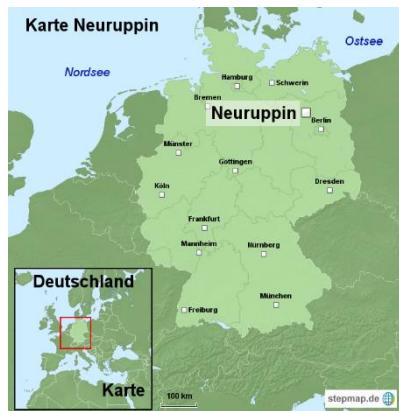 Karte Neuruppin
Ostsee
Nordsee
Hamburg
Schwerin
Bremen
Neuruppin
Berlin
Münster
Göttingen
Köln
Dresden
Frankfurt
Mannheim
Nürnberg
Deutschland
Freiburg
München
Karte
100 km
stepmap.de